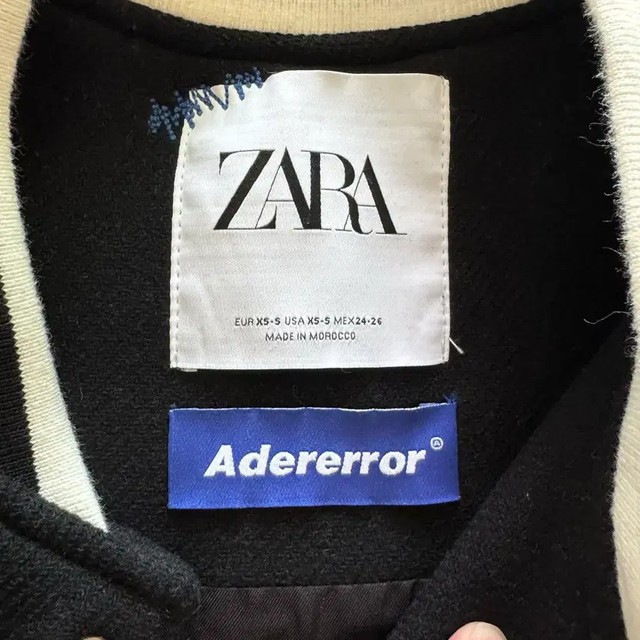 ZARA
EUR XS-S USA XS-S MEX 24-26
MADE IN MOROCCO
Adererror